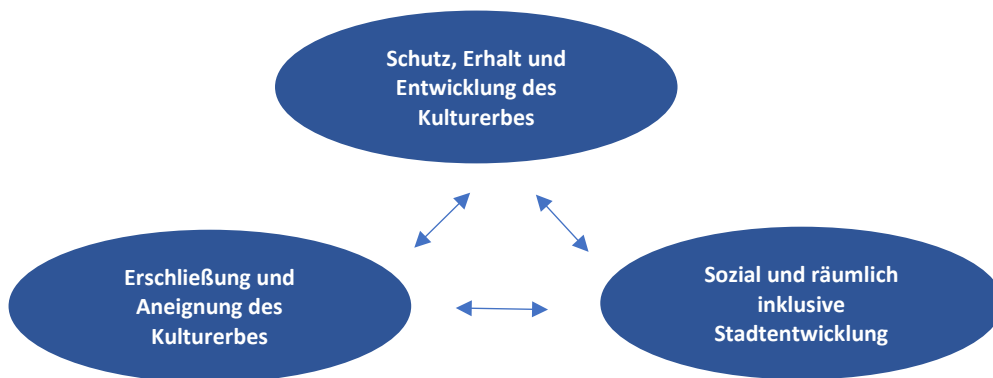 Schutz, Erhalt und
Entwicklung des
Kulturerbes
Erschließung und
Aneignung des
Kulturerbes
Sozial und räumlich
inklusive
Stadtentwicklung